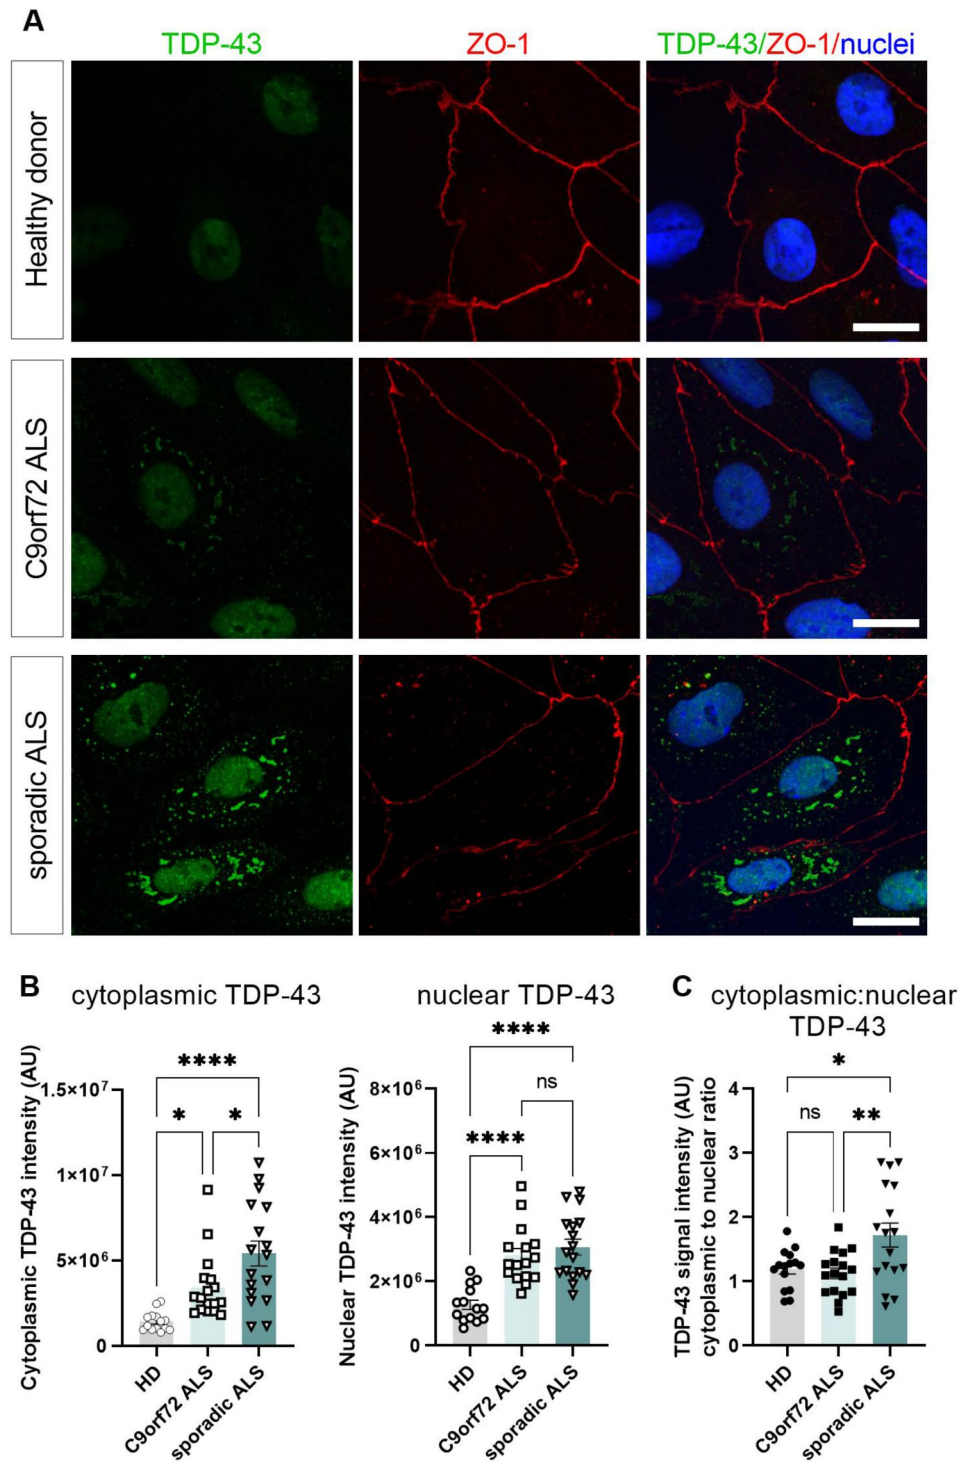 A
TDP-43
ZO-1
TDP-43/ZO-1/nuclei
Healthy donor
C9orf72 ALS
sporadic ALS
B
cytoplasmic TDP-43
Cytoplasmic TDP-43 intensity (AU)
1.5×10⁷
1×10⁷
5×10⁶
0
****
*
*
HD
C9orf72 ALS
sporadic ALS
nuclear TDP-43
Nuclear TDP-43 intensity (AU)
8×10⁶
6×10⁶
4×10⁶
2×10⁶
0
****
ns
****
HD
C9orf72 ALS
sporadic ALS
C
cytoplasmic:nuclear
TDP-43
TDP-43 signal intensity (AU)
cytoplasmic to nuclear ratio
4
3
2
1
0
*
ns
**
HD
C9orf72 ALS
sporadic ALS